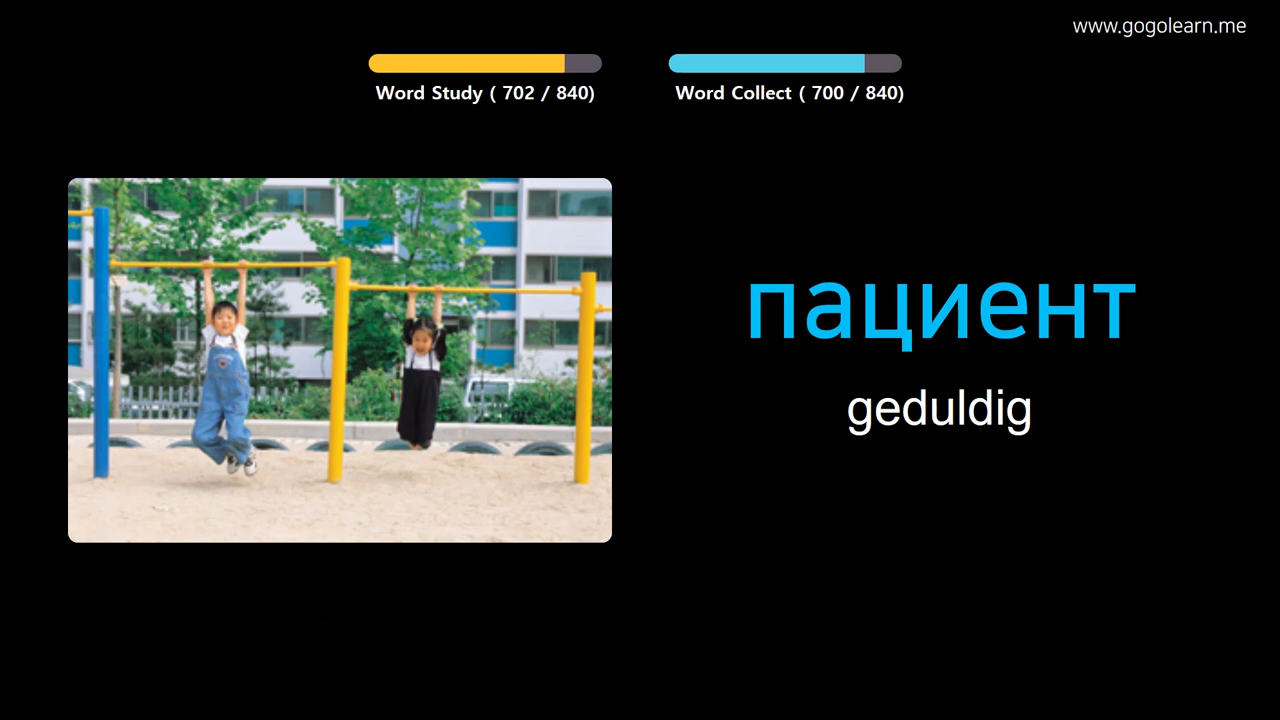 www.gogolearn.me
Word Study ( 702 / 840)
Word Collect ( 700 / 840)
пациент
geduldig